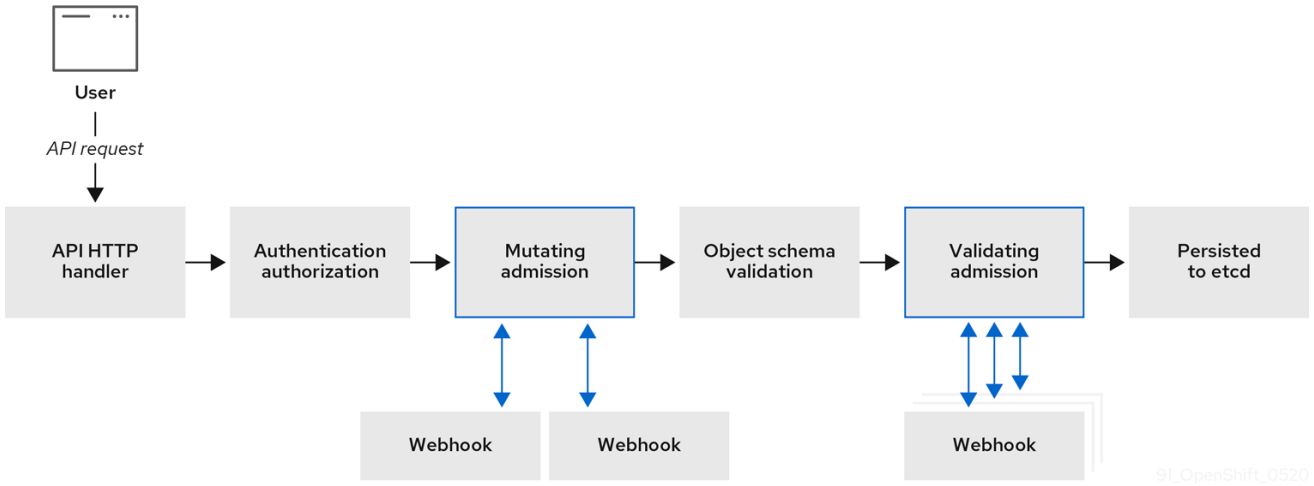 User
API request
API HTTP
handler
Authentication
authorization
Mutating
admission
Object schema
validation
Validating
admission
Persisted
to etcd
Webhook
Webhook
Webhook
91_OpenShift_0520